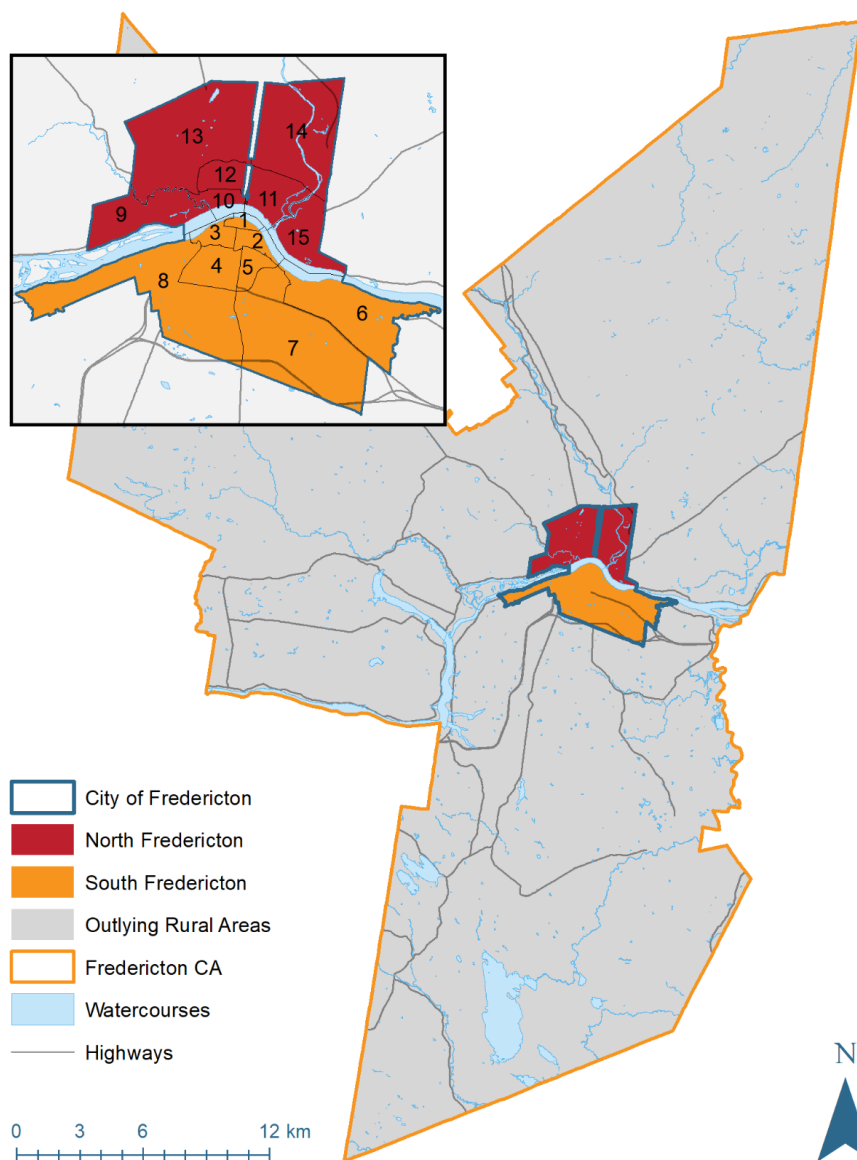 13
14
12
10
11
9
1
3
2
15
4
5
8
6
7
City of Fredericton
North Fredericton
South Fredericton
Outlying Rural Areas
Fredericton CA
Watercourses
Highways
N
0 3 6 12 km